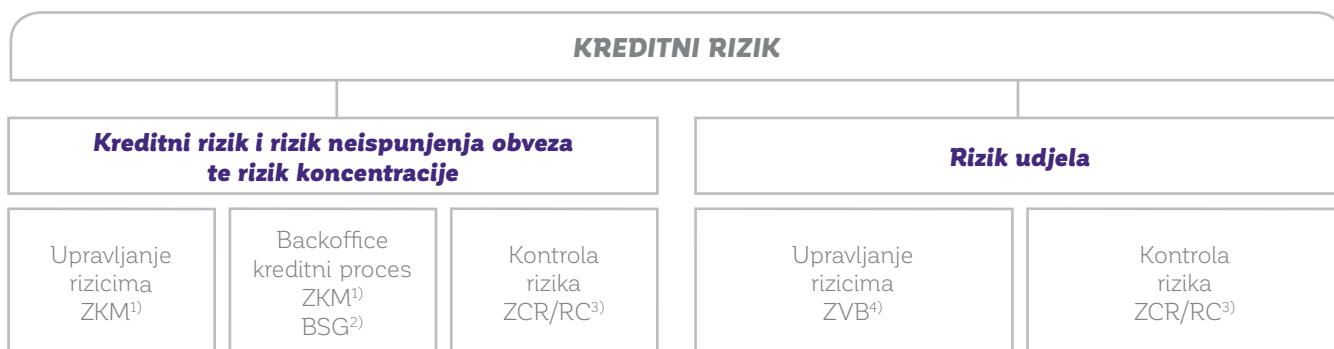 KREDITNI RIZIK
Kreditni rizik i rizik neispunjenja obveza
te rizik koncentracije
Rizik udjela
Upravljanje
rizicima
ZKM1)
Backoffice
kreditni proces
ZKM1)
BSG2)
Kontrola
rizika
ZCR/RC3)
Upravljanje
rizicima
ZVB4)
Kontrola
rizika
ZCR/RC3)